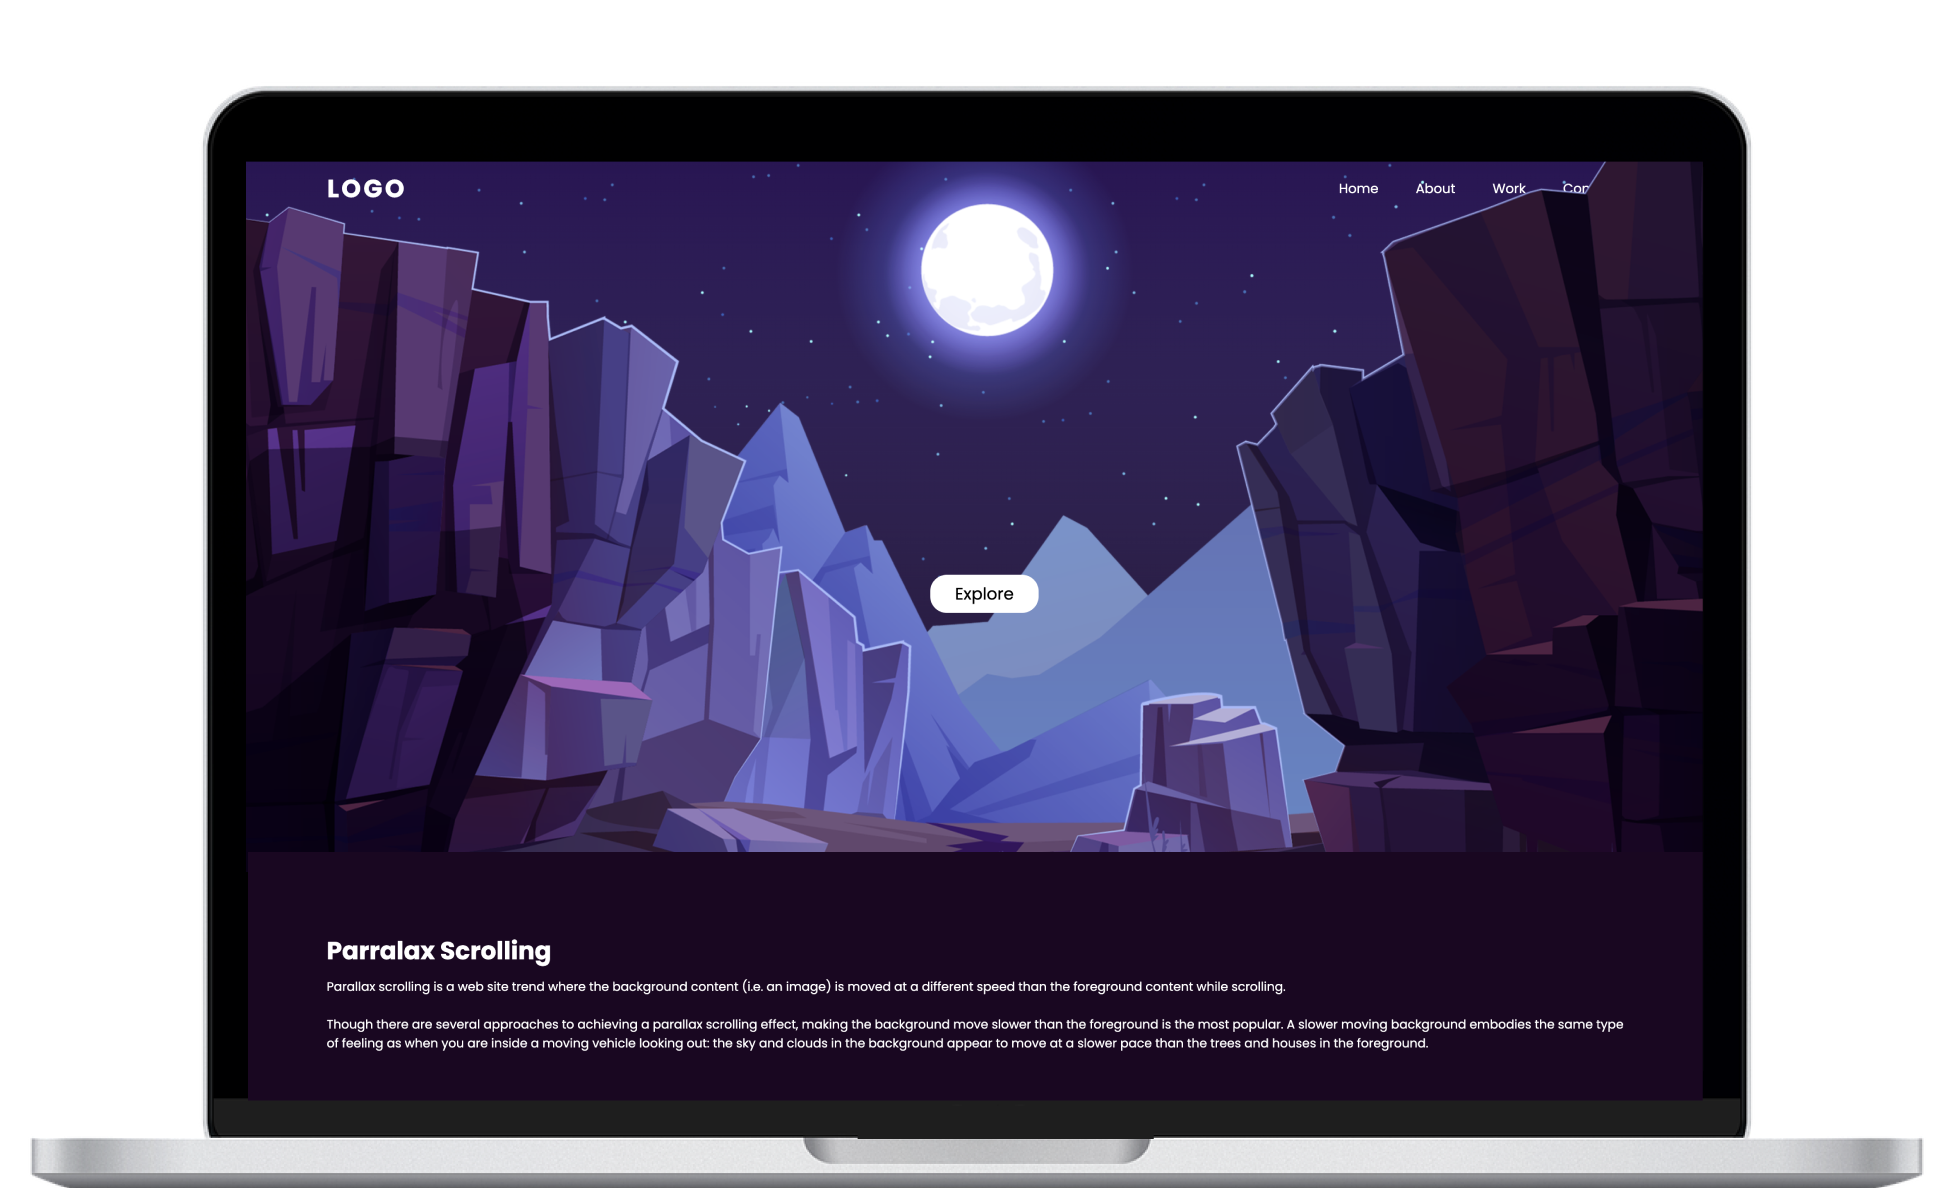 LOGO
Home About Work
Explore
Parralax Scrolling
Parallax scrolling is a web site trend where the background content (i.e. an image) is moved at a different speed than the foreground content while scrolling.
Though there are several approaches to achieving a parallax scrolling effect, making the background move slower than the foreground is the most popular. A slower moving background embodies the same type
of feeling as when you are inside a moving vehicle looking out: the sky and clouds in the background appear to move at a slower pace than the trees and houses in the foreground.